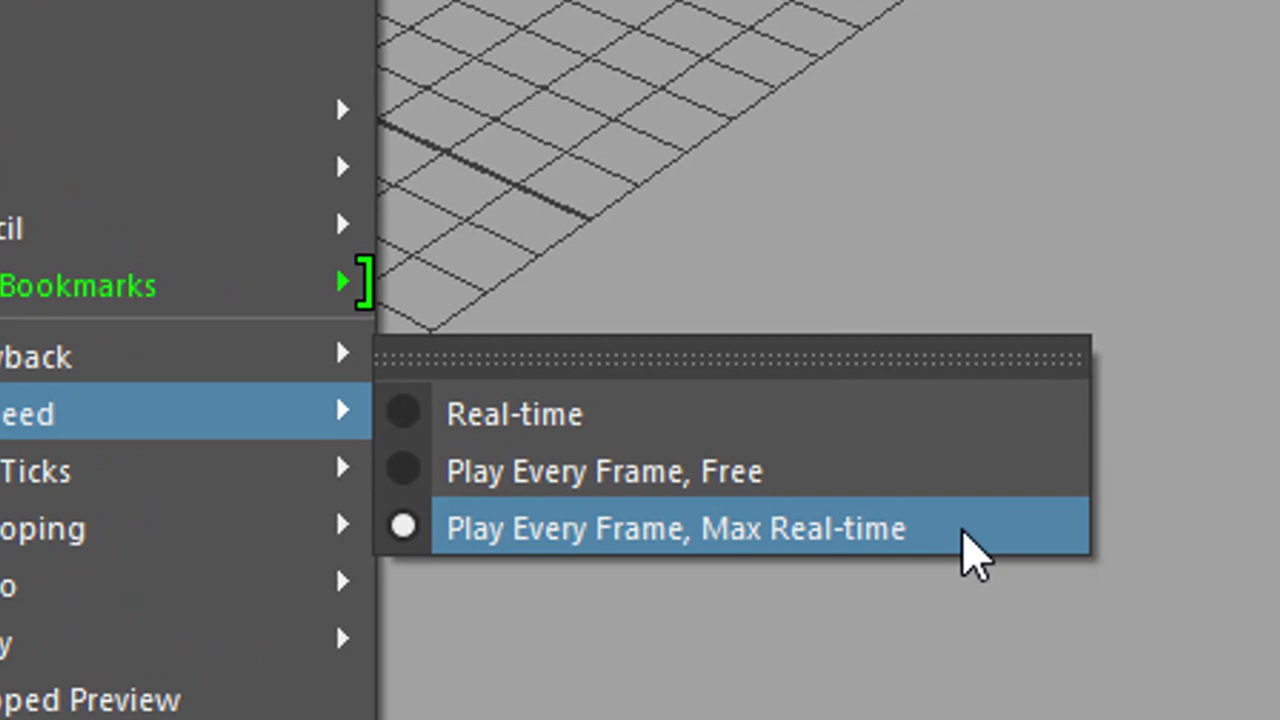 cil
Bookmarks
yback
eed
Real-time
Ticks
Play Every Frame, Free
oping
Play Every Frame, Max Real-time
o
y
pped Preview